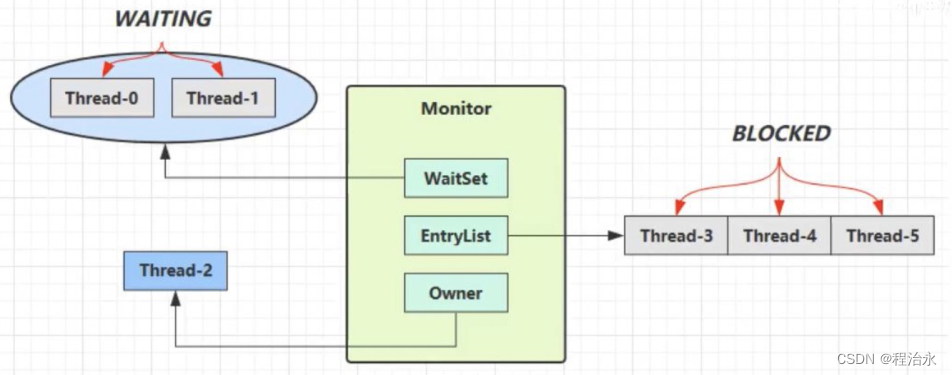 WAITING
Thread-0
Thread-1
Monitor
BLOCKED
WaitSet
EntryList
Thread-3
Thread-4
Thread-5
Thread-2
Owner
CSDN @程治永